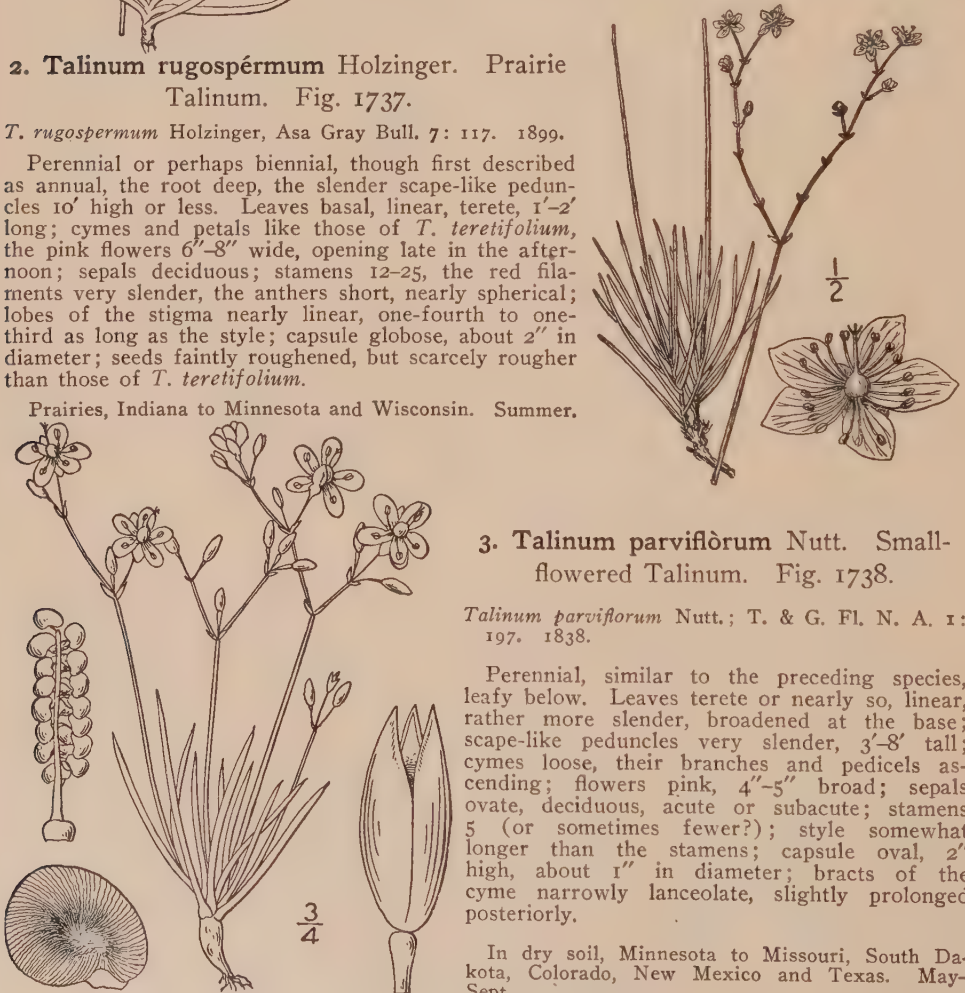 2. Talinum rugospérmum Holzinger. Prairie
Talinum. Fig. 1737.
T. rugospermum Holzinger, Asa Gray Bull. 7: 117. 1899.
Perennial or perhaps biennial, though first described
as annual, the root deep, the slender scape-like pedun-
cles 10′ high or less. Leaves basal, linear, terete, 1′–2′
long; cymes and petals like those of T. teretifolium,
the pink flowers 6″–8″ wide, opening late in the after-
noon; sepals deciduous; stamens 12–25, the red fila-
ments very slender, the anthers short, nearly spherical;
lobes of the stigma nearly linear, one-fourth to one-
third as long as the style; capsule globose, about 2″ in
diameter; seeds faintly roughened, but scarcely rougher
than those of T. teretifolium.
Prairies, Indiana to Minnesota and Wisconsin. Summer.
1/2
3. Talinum parviflòrum Nutt. Small-
flowered Talinum. Fig. 1738.
Talinum parviflorum Nutt.; T. & G. Fl. N. A. 1:
197. 1838.
Perennial, similar to the preceding species,
leafy below. Leaves terete or nearly so, linear,
rather more slender, broadened at the base;
scape-like peduncles very slender, 3′–8′ tall;
cymes loose, their branches and pedicels as-
cending; flowers pink, 4″–5″ broad; sepals
ovate, deciduous, acute or subacute; stamens
5 (or sometimes fewer?); style somewhat
longer than the stamens; capsule oval, 2″
high, about 1″ in diameter; bracts of the
cyme narrowly lanceolate, slightly prolonged
posteriorly.
In dry soil, Minnesota to Missouri, South Da-
kota, Colorado, New Mexico and Texas. May–
Sept.
3/4